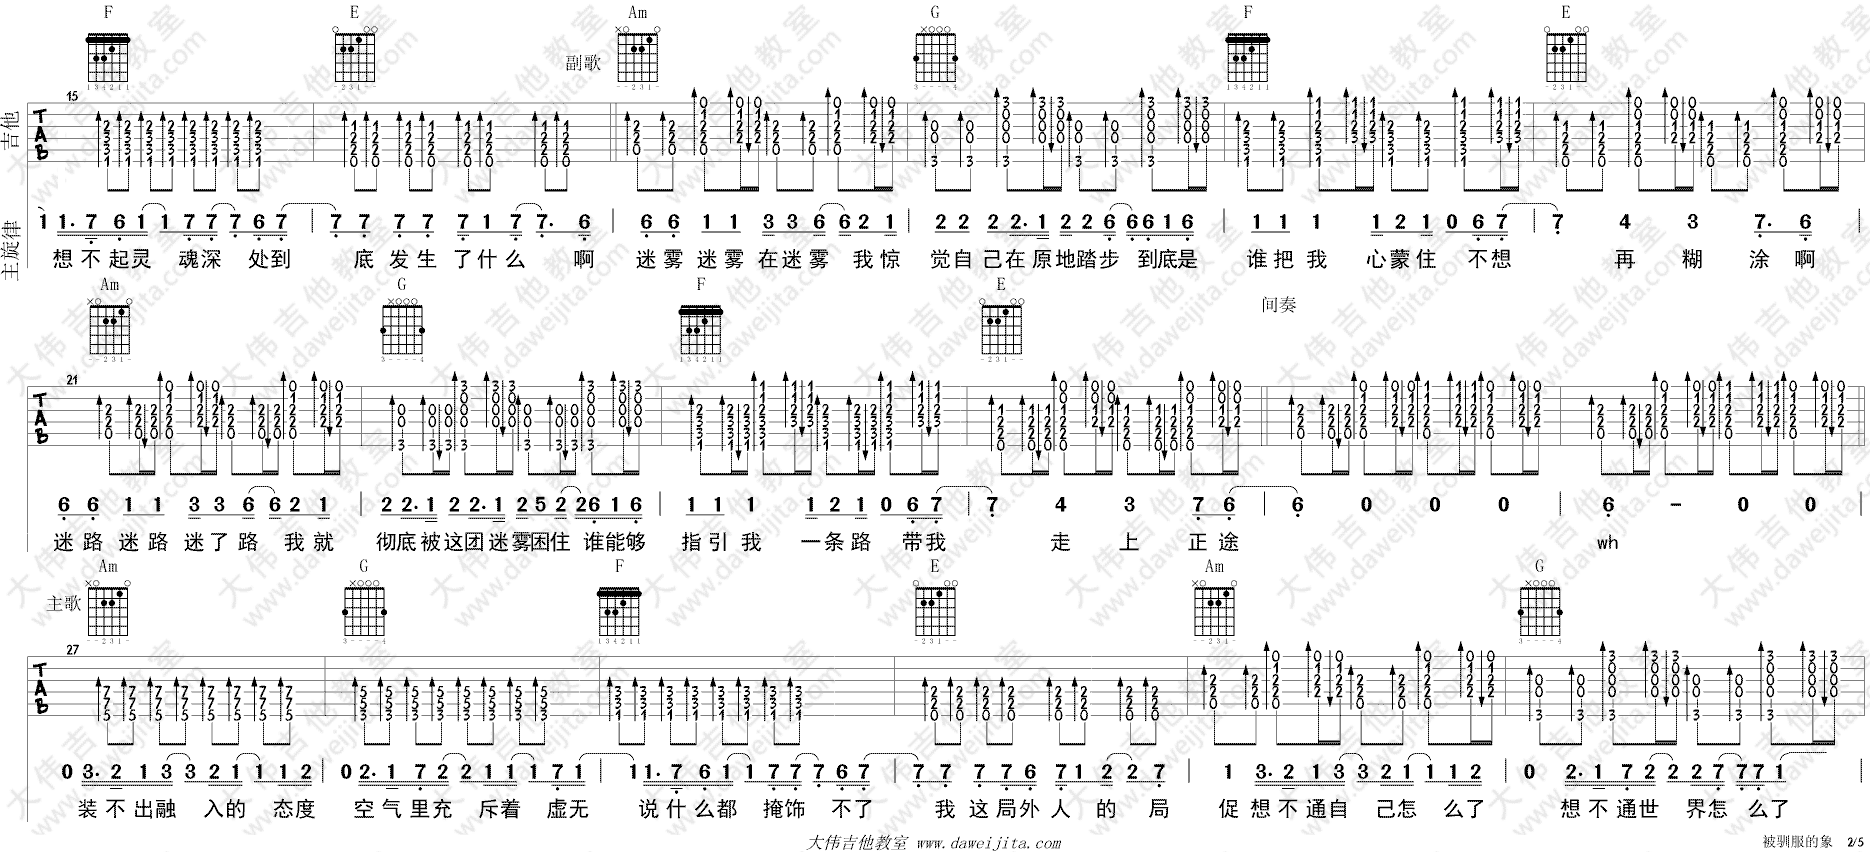 F E Am G F E
副歌
吉他
15
主旋律
1 1. 7 6 1 1 7 7 7 6 7 | 7 7 7 7 7 1 7 7. 6 | 6 6 1 1 3 3 6 6 2 1 | 2 2 2 2. 1 2 2 6 6 6 1 6 | 1 1 1 1 2 1 0 6 7 | 7 4 3 7. 6
想不起灵 魂深 处到 底 发生 了什么 啊 迷雾迷雾在迷雾 我惊 觉自己在原地踏步 到底是 谁把我 心蒙住 不想 再 糊 涂啊
Am G F E
间奏
21
6 6 1 1 3 3 6 6 2 1 | 2 2. 1 2 2. 1 2 5 2 2 6 1 6 | 1 1 1 1 2 1 0 6 7 | 7 4 3 7 6 | 6 0 0 0 | 6 - 0 0 |
迷路迷路迷了路 我就 彻底被这团迷雾困住 谁能够 指引我 一条路 带我 走 上 正途 wh
Am G F E Am G
主歌
27
0 3. 2 1 3 3 2 1 1 1 2 | 0 2. 1 7 2 2 1 1 1 7 1 | 1 1. 7 6 1 1 7 7 7 6 7 | 7 7 7 6 7 1 2 2 7 | 1 3. 2 1 3 3 2 1 1 1 2 | 0 2. 1 7 2 2 2 7 7 7 1 |
装不出融 入的 态度 空气里充 斥着 虚无 说什么都 掩饰 不了 我 这局外 人 的 局 促想不通自 己怎 么了 想不通世 界怎 么了
大伟吉他教室 www.daweijita.com
被驯服的象 2/5